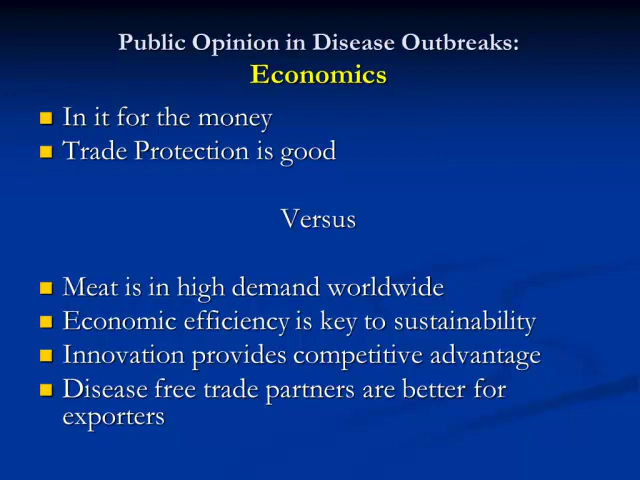 Public Opinion in Disease Outbreaks:
Economics
In it for the money
Trade Protection is good
Versus
Meat is in high demand worldwide
Economic efficiency is key to sustainability
Innovation provides competitive advantage
Disease free trade partners are better for
exporters